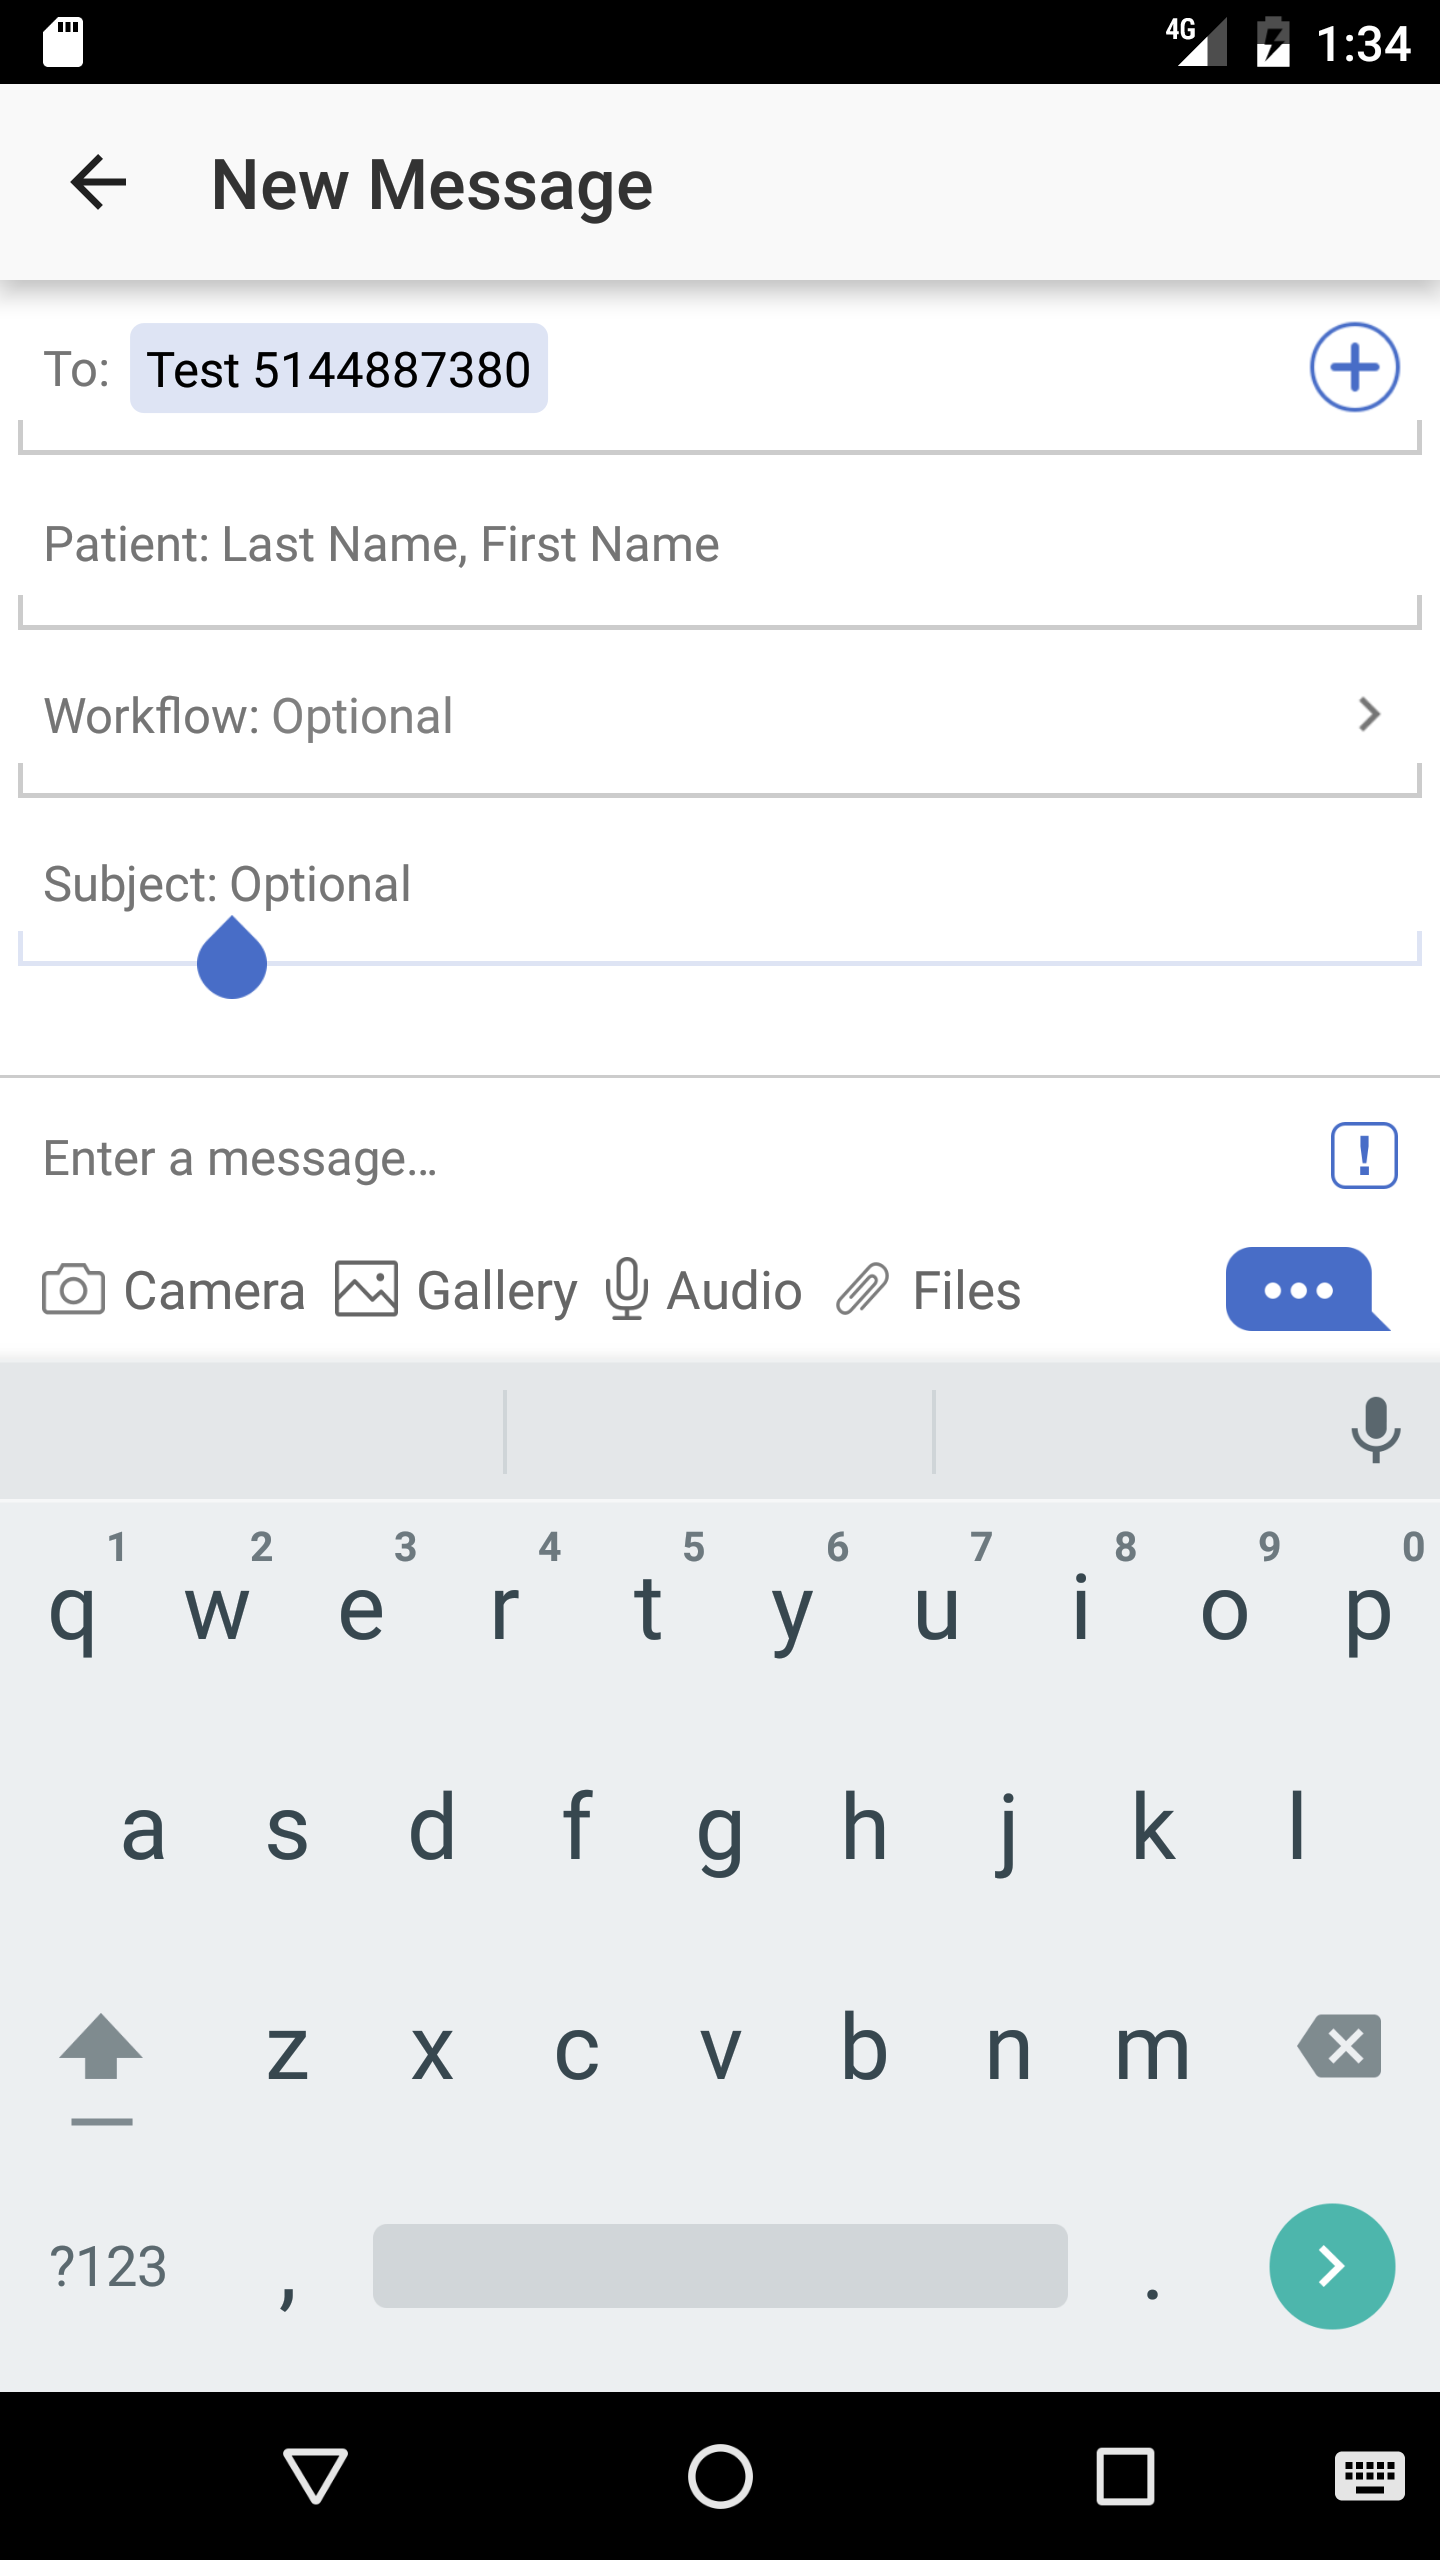 4G 1:34
New Message
To: Test 5144887380
Patient: Last Name, First Name
Workflow: Optional
Subject: Optional
Enter a message... !
Camera Gallery Audio Files
1 2 3 4 5 6 7 8 9 0
q w e r t y u i o p
a s d f g h j k l
z x c v b n m
?123 , .